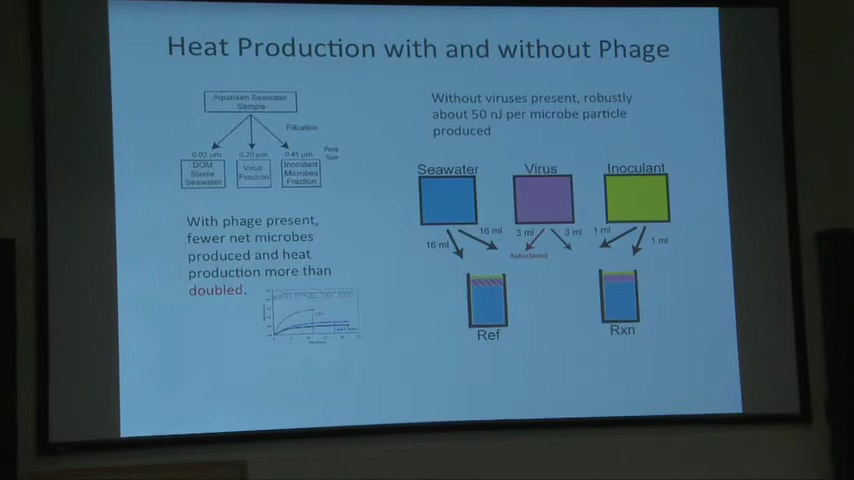 Heat Production with and without Phage
Aquarium Seawater
Sample
Filtration
0.02 µm
0.20 µm
0.45 µm
Pore
Size
DOM
Sterile
Seawater
Virus
Fraction
Inoculant
Microbes
Fraction
With phage present,
fewer net microbes
produced and heat
production more than
doubled.
Without viruses present, robustly
about 50 nJ per microbe particle
produced
Seawater
Virus
Inoculant
16 ml
16 ml
3 ml
3 ml
1 ml
1 ml
Autoclaved
Ref
Rxn